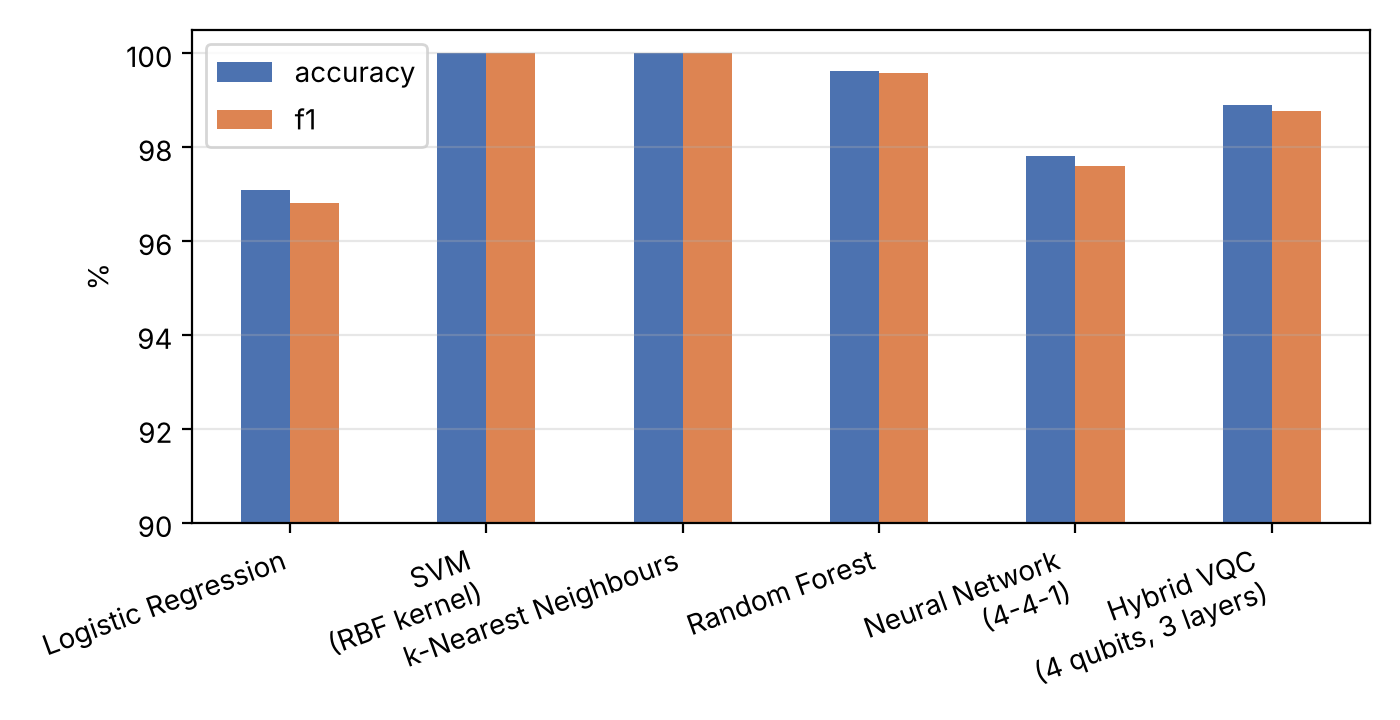 100
98
96
94
92
90
%
accuracy
f1
Logistic Regression
SVM
(RBF kernel)
k-Nearest Neighbours
Random Forest
Neural Network
(4-4-1)
Hybrid VQC
(4 qubits, 3 layers)